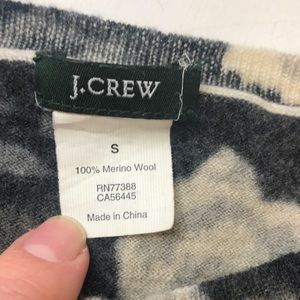 J.CREW
S
100% Merino Wool
RN77388
CA56445
Made in China